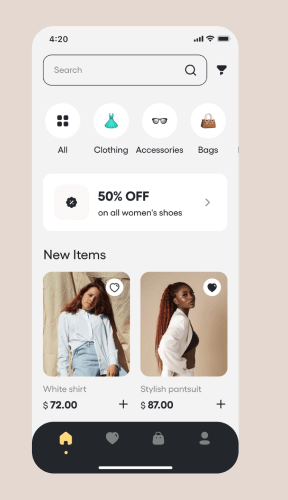 4:20
Search
All Clothing Accessories Bags
50% OFF
on all women's shoes
New Items
White shirt Stylish pantsuit
$ 72.00 + $ 87.00 +